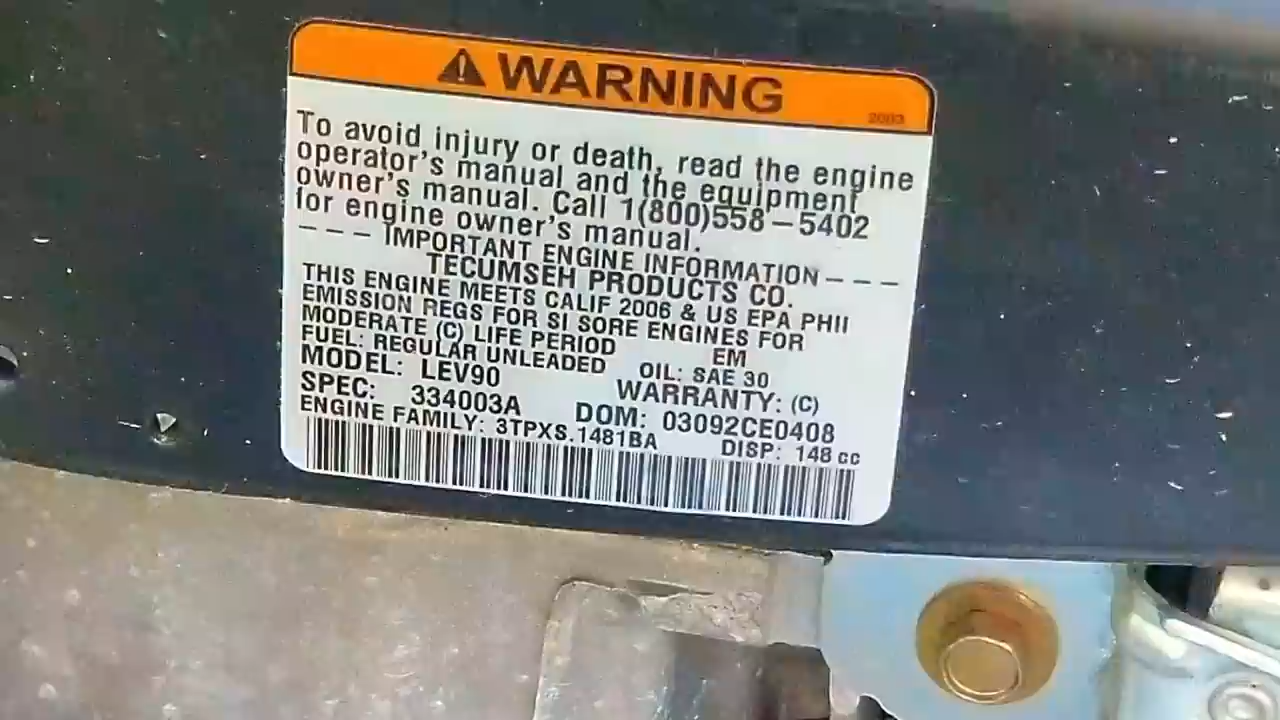 WARNING
2003
To avoid injury or death, read the engine
operator's manual and the equipment
owner's manual. Call 1(800)558-5402
for engine owner's manual.
--- IMPORTANT ENGINE INFORMATION ---
TECUMSEH PRODUCTS CO.
THIS ENGINE MEETS CALIF 2006 & US EPA PHII
EMISSION REGS FOR SI SORE ENGINES FOR
MODERATE (C) LIFE PERIOD EM
FUEL: REGULAR UNLEADED OIL: SAE 30
MODEL: LEV90 WARRANTY: (C)
SPEC: 334003A DOM: 03092CE0408
ENGINE FAMILY: 3TPXS.1481BA DISP: 148 cc